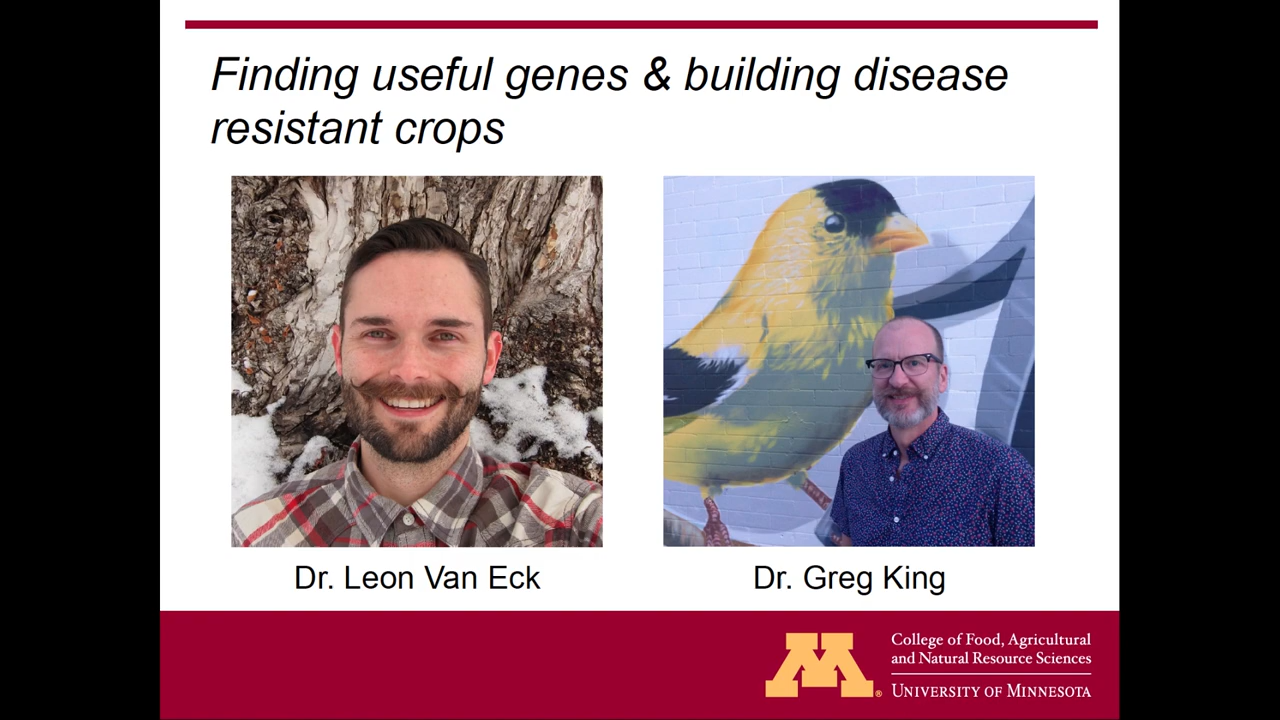 Finding useful genes & building disease
resistant crops
Dr. Leon Van Eck
Dr. Greg King
M®
College of Food, Agricultural
and Natural Resource Sciences
UNIVERSITY OF MINNESOTA